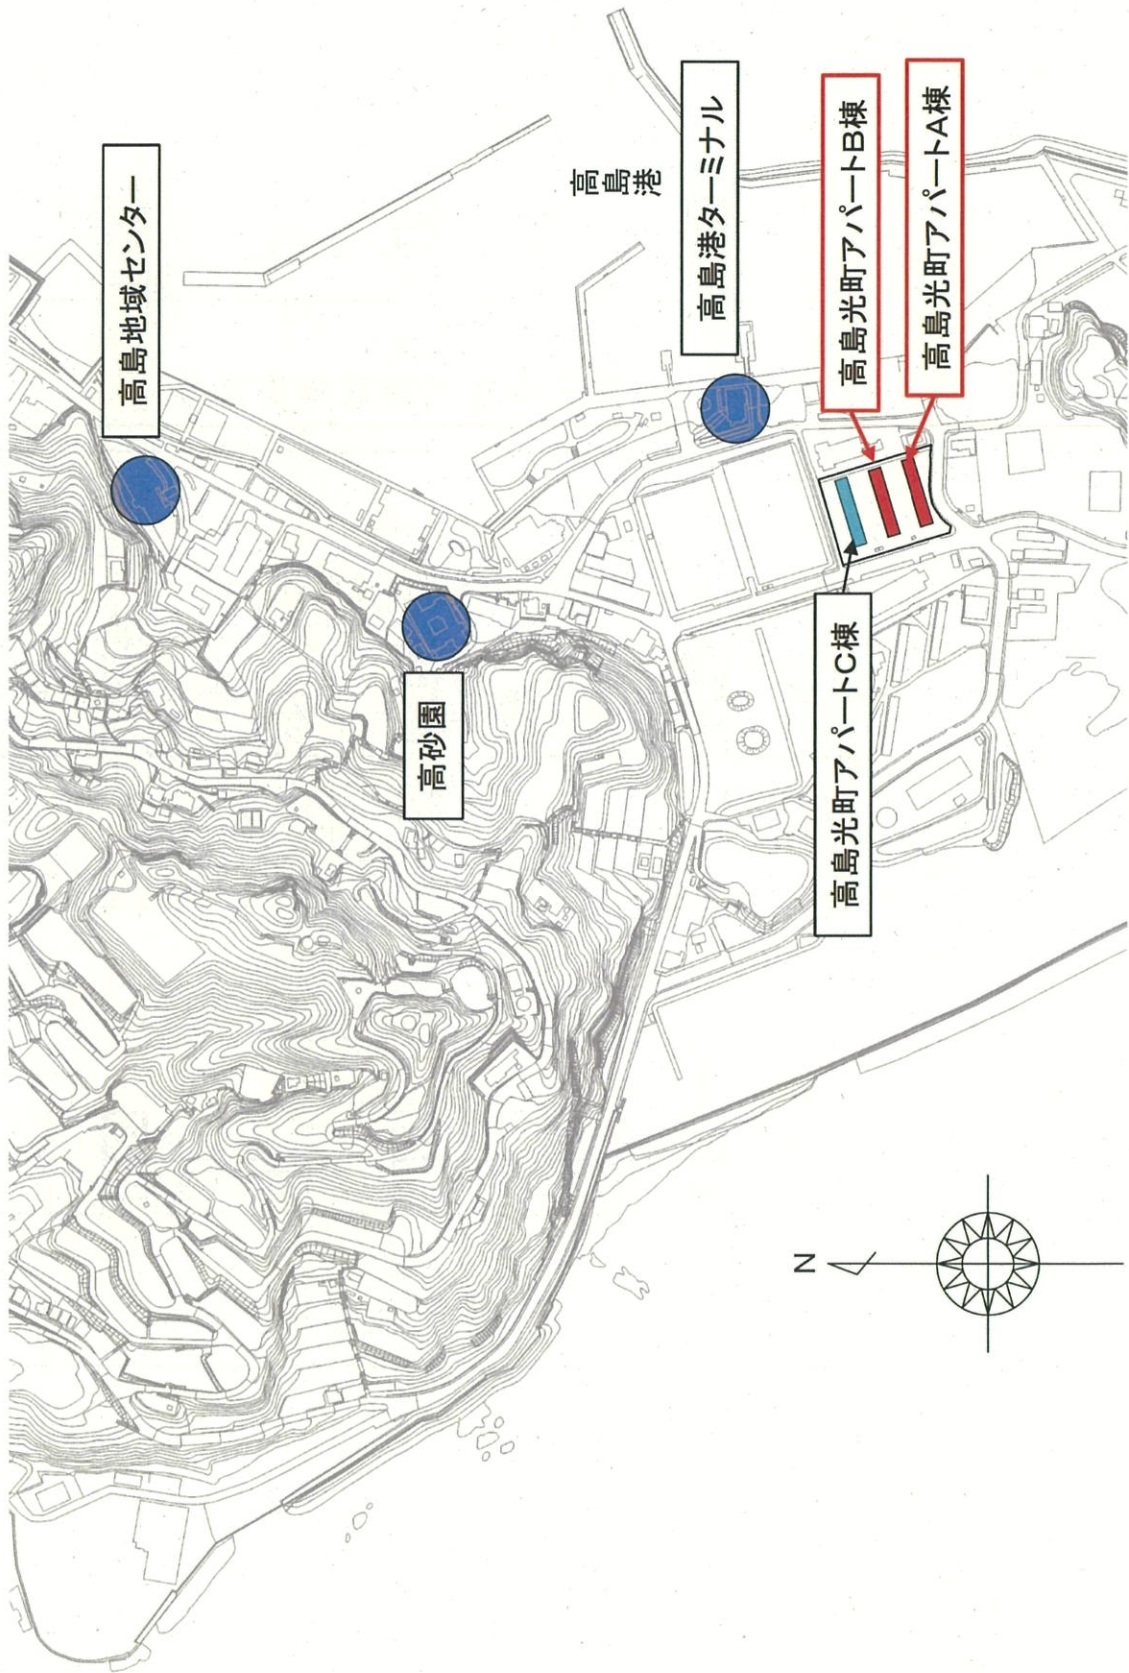 高島地域センター
高島港
高島港ターミナル
高島光町アパートB棟
高島光町アパートA棟
高砂園
高島光町アパートC棟
N